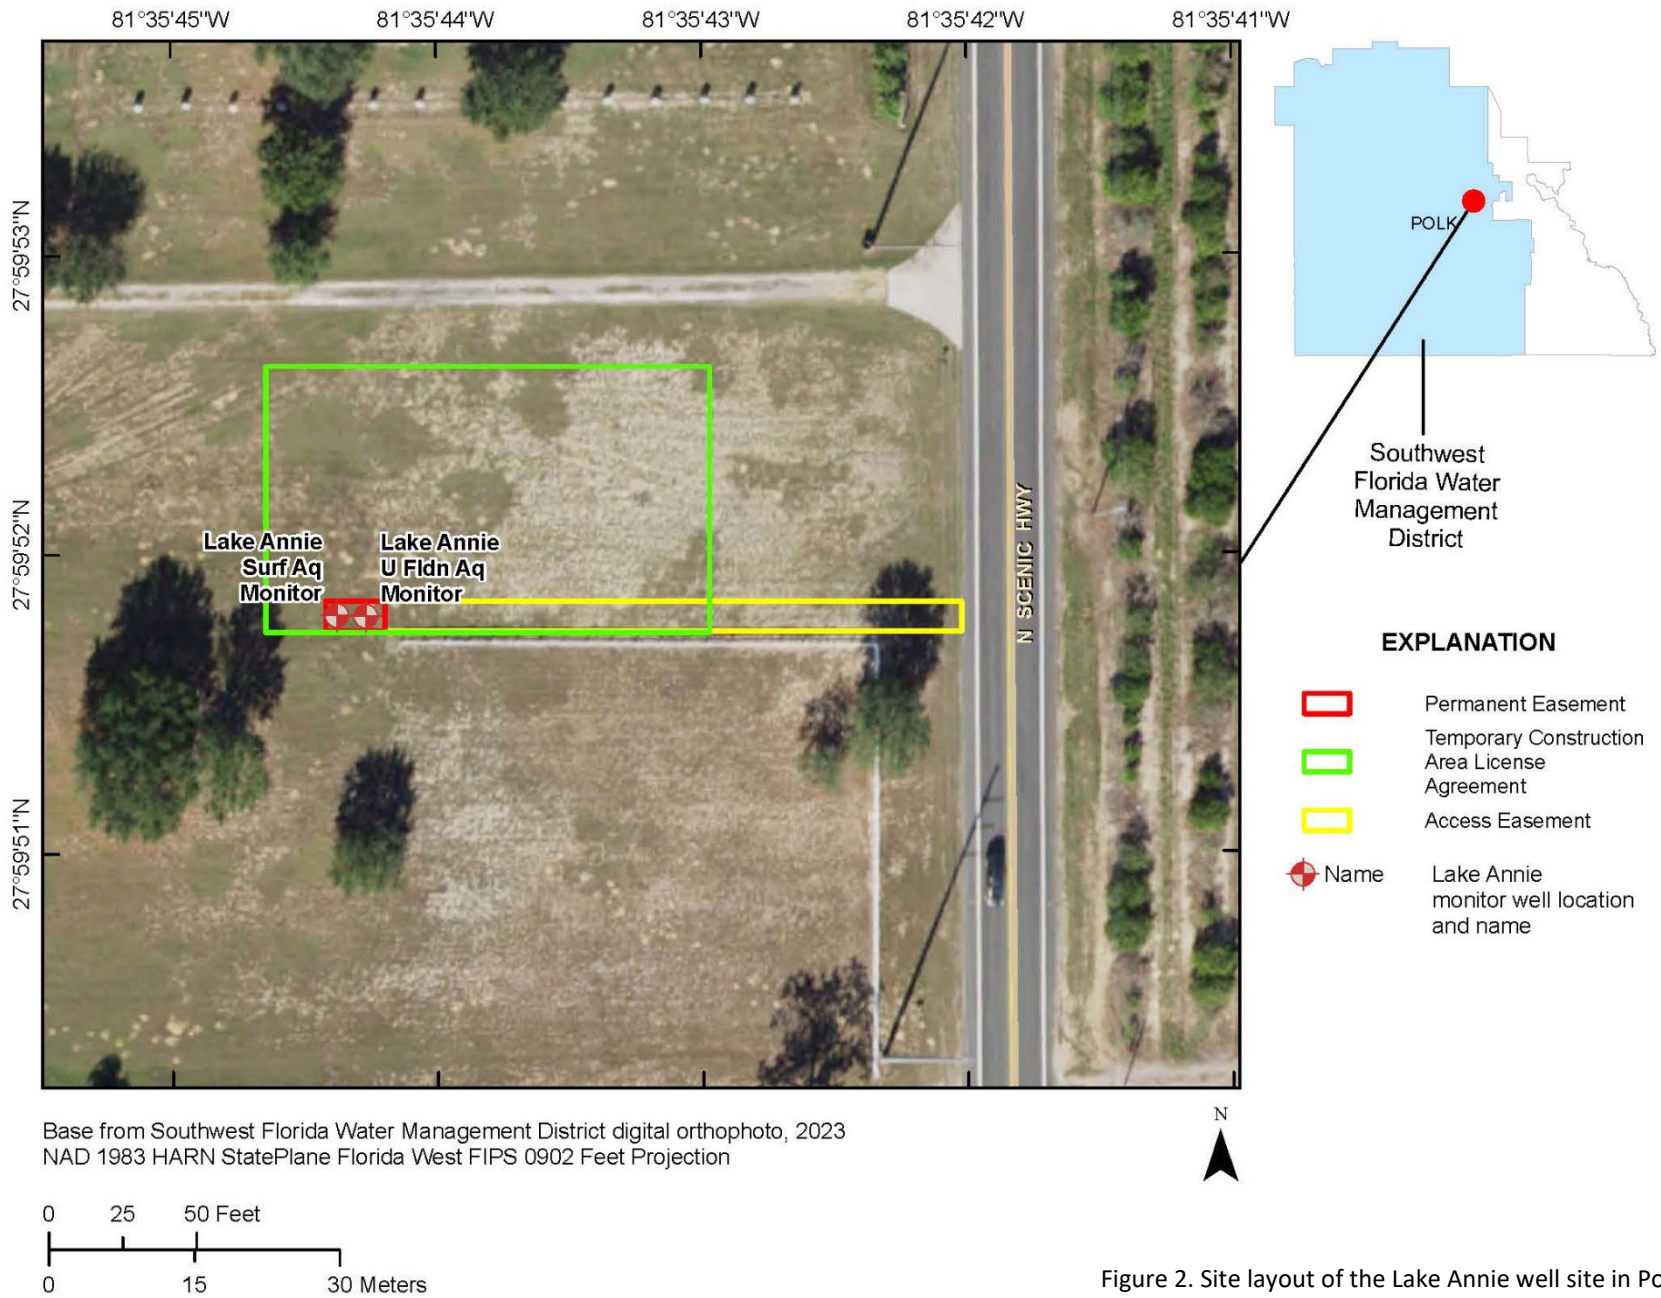 81°35'45"W
81°35'44"W
81°35'43"W
81°35'42"W
81°35'41"W
27°59'53"N
27°59'52"N
27°59'51"N
Lake Annie
Surf Aq
Monitor
Lake Annie
U Fldn Aq
Monitor
N SCENIC HWY
POLK
Southwest
Florida Water
Management
District
EXPLANATION
Permanent Easement
Temporary Construction
Area License
Agreement
Access Easement
Name
Lake Annie
monitor well location
and name
Base from Southwest Florida Water Management District digital orthophoto, 2023
NAD 1983 HARN StatePlane Florida West FIPS 0902 Feet Projection
N
0 25 50 Feet
0 15 30 Meters
Figure 2. Site layout of the Lake Annie well site in Po